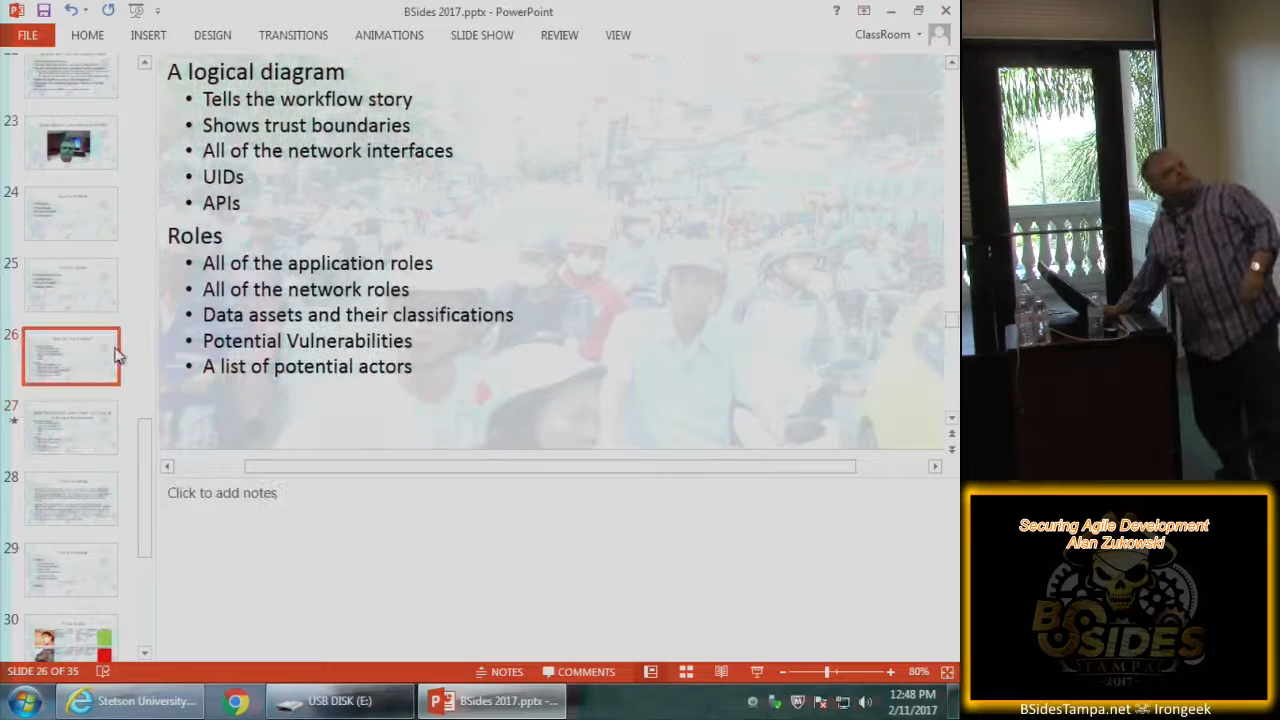 BSides 2017.pptx - PowerPoint
?
FILE
HOME
INSERT
DESIGN
TRANSITIONS
ANIMATIONS
SLIDE SHOW
REVIEW
VIEW
ClassRoom
23
24
25
26
27
28
29
30
A logical diagram
• Tells the workflow story
• Shows trust boundaries
• All of the network interfaces
• UIDs
• APIs
Roles
• All of the application roles
• All of the network roles
• Data assets and their classifications
• Potential Vulnerabilities
• A list of potential actors
Click to add notes
SLIDE 26 OF 35
NOTES
COMMENTS
80%
Stetson University...
USB DISK (E:)
BSides 2017.pptx -...
12:48 PM
2/11/2017
Securing Agile Development
Alan Zukowski
BSIDES
TAMPA
2017
BSidesTampa.net Irongeek